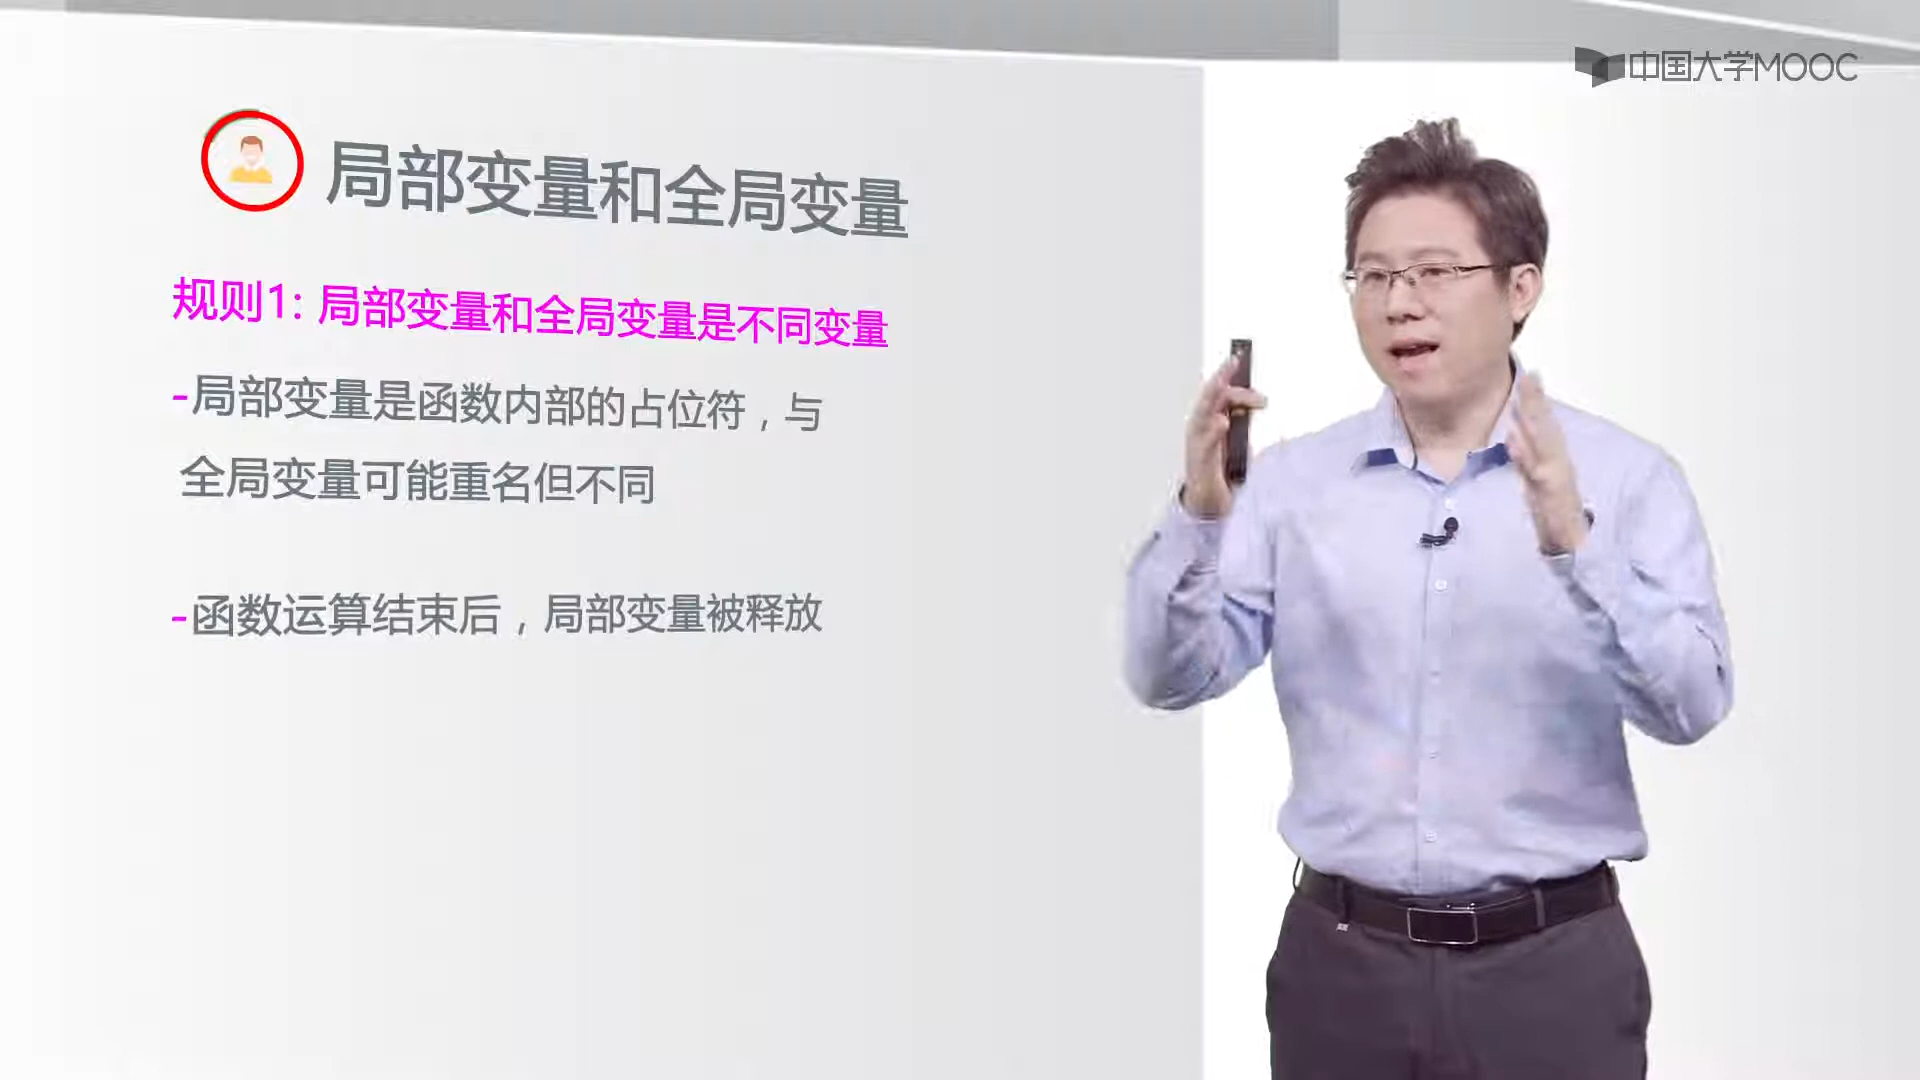 中国大学MOOC
局部变量和全局变量
规则1: 局部变量和全局变量是不同变量
-局部变量是函数内部的占位符，与
全局变量可能重名但不同
-函数运算结束后，局部变量被释放